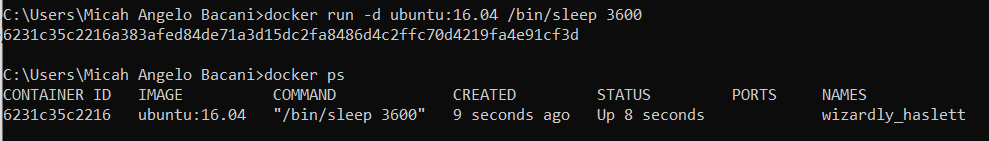 C:\Users\Micah Angelo Bacani>docker run -d ubuntu:16.04 /bin/sleep 3600
6231c35c2216a383afed84de71a3d15dc2fa8486d4c2ffc70d4219fa4e91cf3d
C:\Users\Micah Angelo Bacani>docker ps
CONTAINER ID   IMAGE          COMMAND             CREATED         STATUS         PORTS     NAMES
6231c35c2216   ubuntu:16.04   "/bin/sleep 3600"   9 seconds ago   Up 8 seconds             wizardly_haslett